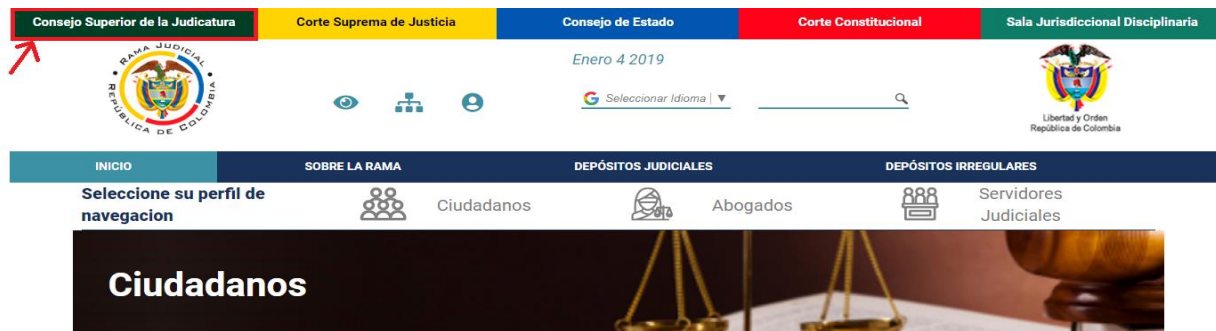 Consejo Superior de la Judicatura
Corte Suprema de Justicia
Consejo de Estado
Corte Constitucional
Sala Jurisdiccional Disciplinaria
RAMA JUDICIAL
REPÚBLICA DE COLOMBIA
Enero 4 2019
G Seleccionar Idioma | ▼
Libertad y Orden
República de Colombia
INICIO
SOBRE LA RAMA
DEPÓSITOS JUDICIALES
DEPÓSITOS IRREGULARES
Seleccione su perfil de
navegacion
Ciudadanos
Abogados
Servidores
Judiciales
Ciudadanos